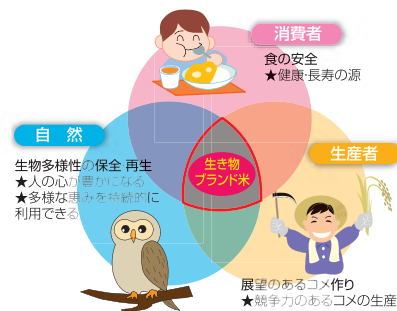 消費者
食の安全
★健康・長寿の源
自然
生物多様性の保全 再生
★人の心が豊かになる
★多様な恵みを持続的に
利用できる
生き物
ブランド米
生産者
展望のあるコメ作り
★競争力のあるコメの生産